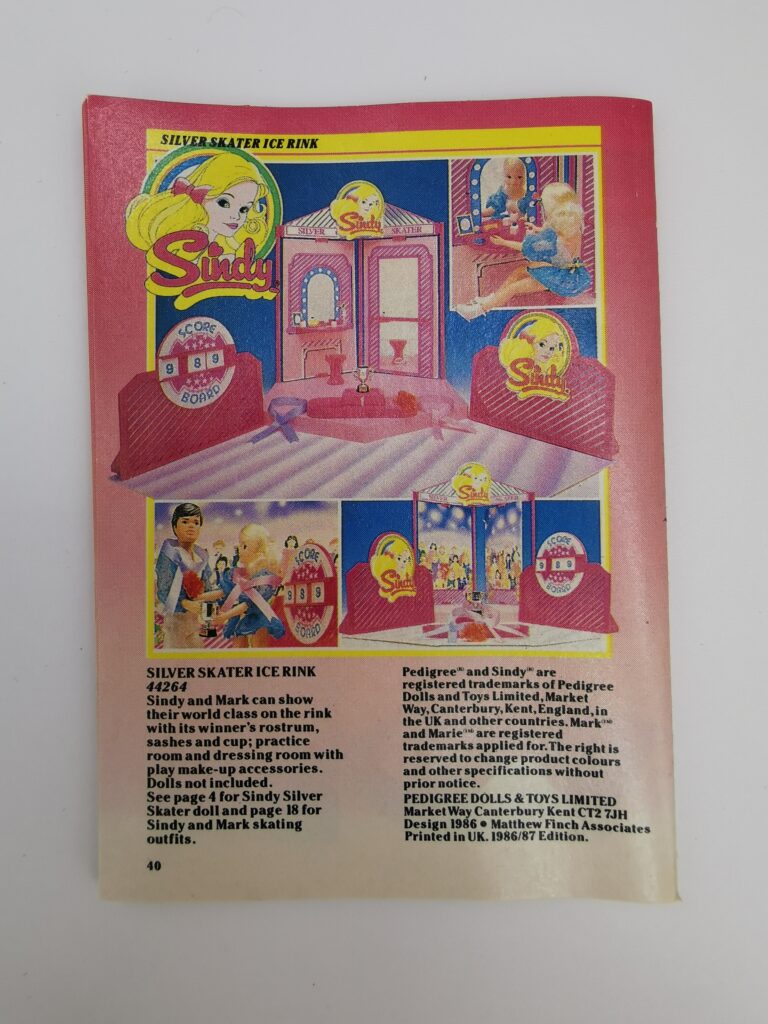 SILVER SKATER ICE RINK
Sindy
SILVER
Sindy
SKATER
SCORE
9 8 9
BOARD
Sindy
SCORE
9 8 9
BOARD
Sindy
Sindy
SCORE
9 8 9
BOARD
SILVER SKATER ICE RINK
44264
Sindy and Mark can show
their world class on the rink
with its winner's rostrum,
sashes and cup; practice
room and dressing room with
play make-up accessories.
Dolls not included.
See page 4 for Sindy Silver
Skater doll and page 18 for
Sindy and Mark skating
outfits.
40
Pedigree® and Sindy® are
registered trademarks of Pedigree
Dolls and Toys Limited, Market
Way, Canterbury, Kent, England, in
the UK and other countries. Mark
and Marie are registered
trademarks applied for. The right is
reserved to change product colours
and other specifications without
prior notice.
PEDIGREE DOLLS & TOYS LIMITED
Market Way Canterbury Kent CT2 7JH
Design 1986 • Matthew Finch Associates
Printed in UK. 1986/87 Edition.